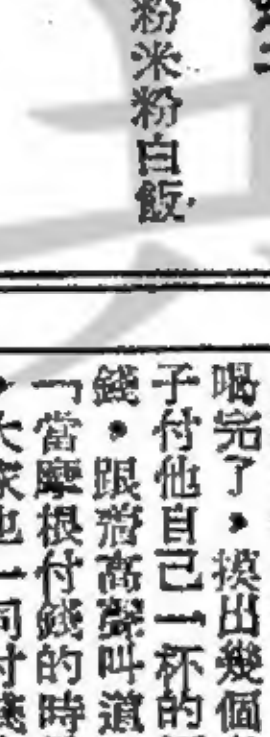 粉米粉白飯
喝完了，摸出幾個
子付他自己一杯的
錢，跟着高聲叫道
「當摩根付錢的時
大家也一同付錢